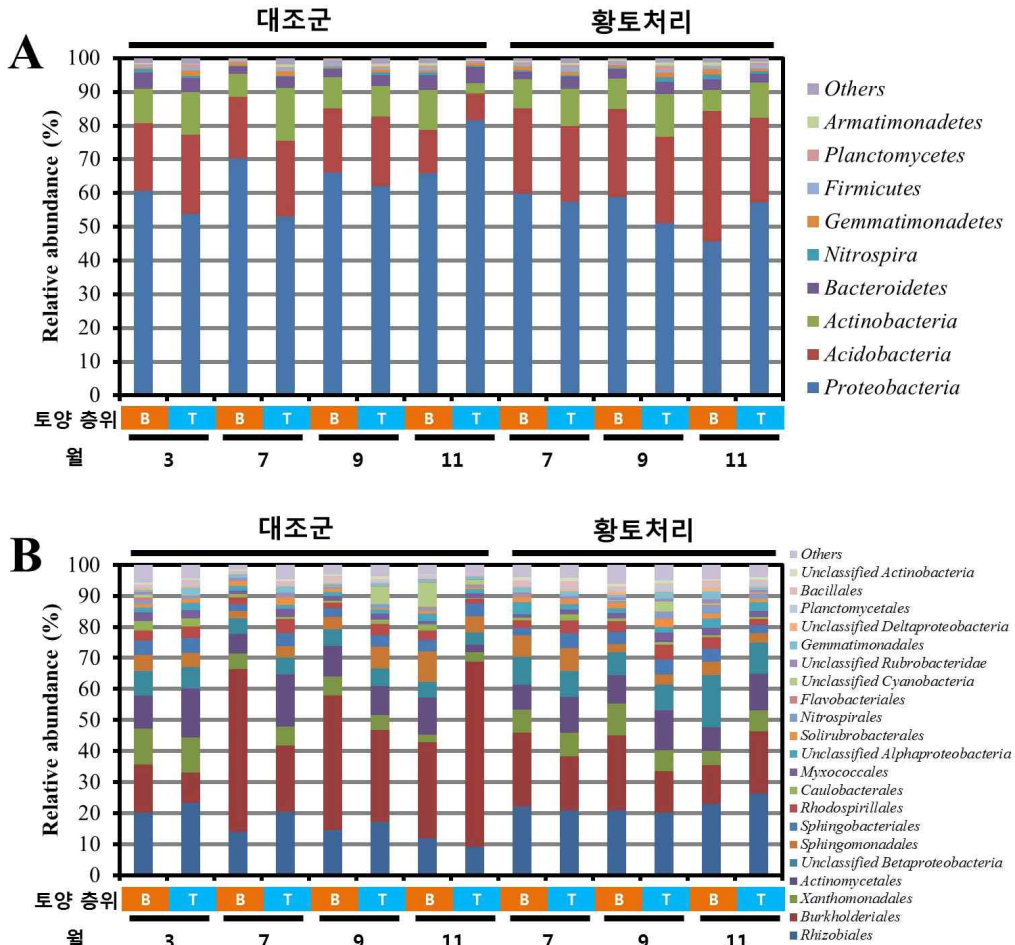 A
대조군 황토처리
Relative abundance (%)
100
90
80
70
60
50
40
30
20
10
0
Others
Armatimonadetes
Planctomycetes
Firmicutes
Gemmatimonadetes
Nitrospira
Bacteroidetes
Actinobacteria
Acidobacteria
Proteobacteria
토양 층위 B T B T B T B T B T B T B T
월 3 7 9 11 7 9 11
B
대조군 황토처리
Relative abundance (%)
100
90
80
70
60
50
40
30
20
10
0
Others
Unclassified Actinobacteria
Bacillales
Planctomycetales
Unclassified Deltaproteobacteria
Gemmatimonadales
Unclassified Rubrobacteridae
Unclassified Cyanobacteria
Flavobacteriales
Nitrospirales
Solirubrobacterales
Unclassified Alphaproteobacteria
Myxococcales
Caulobacterales
Rhodospirillales
Sphingobacteriales
Sphingomonadales
Unclassified Betaproteobacteria
Actinomycetales
Xanthomonadales
Burkholderiales
Rhizobiales
토양 층위 B T B T B T B T B T B T B T
월 3 7 9 11 7 9 11